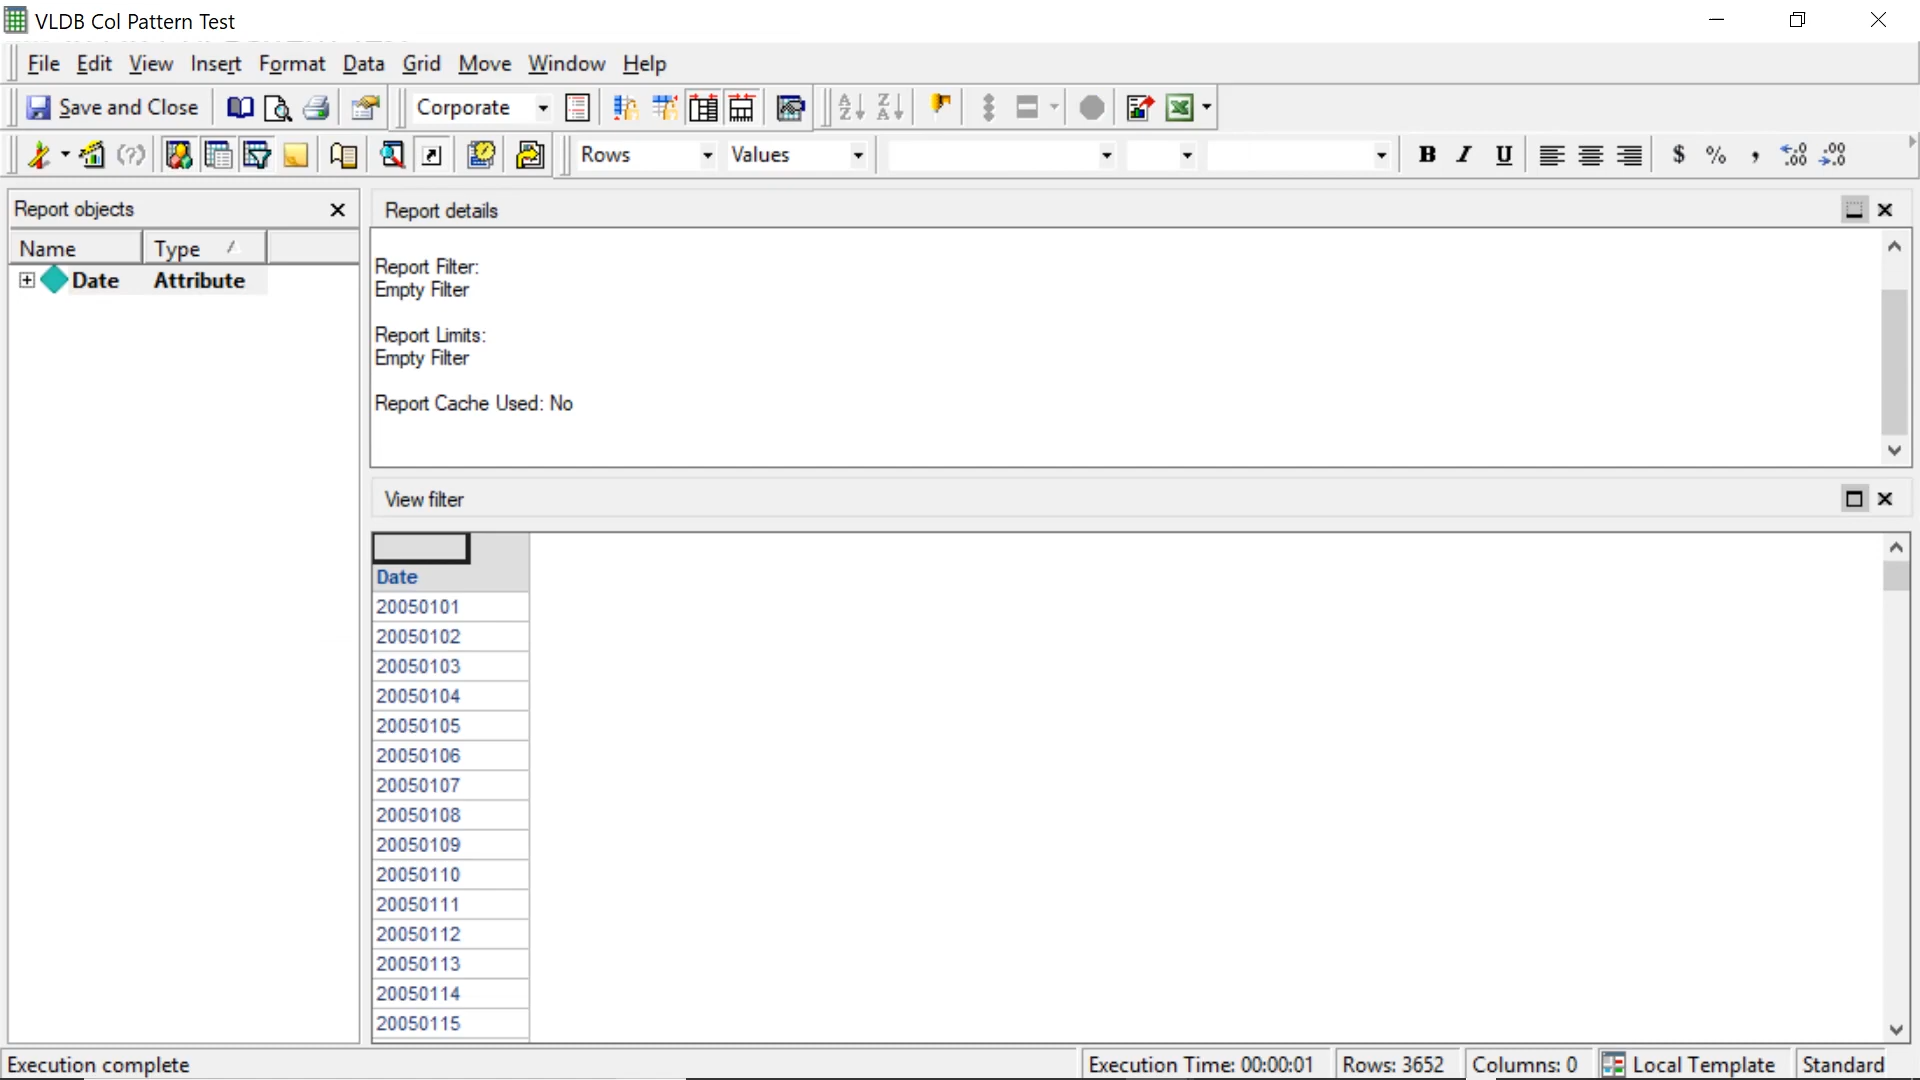 VLDB Col Pattern Test
File Edit View Insert Format Data Grid Move Window Help
Save and Close Corporate
Rows Values B I U $ % ,
Report objects
Name Type
Date Attribute
Report details
Report Filter:
Empty Filter
Report Limits:
Empty Filter
Report Cache Used: No
View filter
Date
20050101
20050102
20050103
20050104
20050105
20050106
20050107
20050108
20050109
20050110
20050111
20050112
20050113
20050114
20050115
Execution complete Execution Time: 00:00:01 Rows: 3652 Columns: 0 Local Template Standard